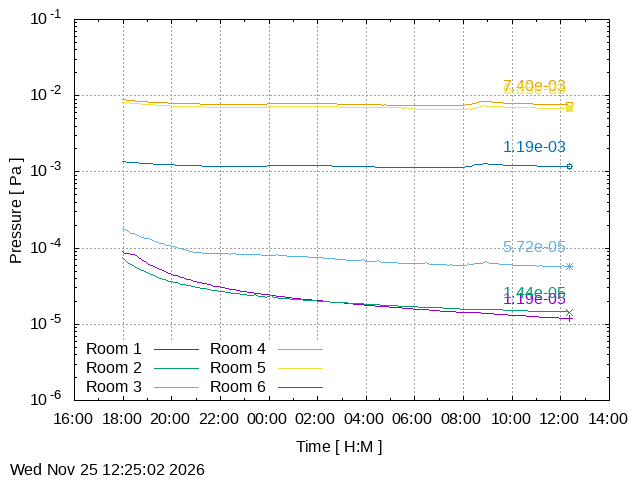 10^-1
10^-2
10^-3
10^-4
10^-5
10^-6
Pressure [ Pa ]
7.40e-03
1.19e-03
5.72e-05
1.44e-05
1.19e-05
Room 1 Room 4
Room 2 Room 5
Room 3 Room 6
16:00 18:00 20:00 22:00 00:00 02:00 04:00 06:00 08:00 10:00 12:00 14:00
Time [ H:M ]
Wed Nov 25 12:25:02 2026